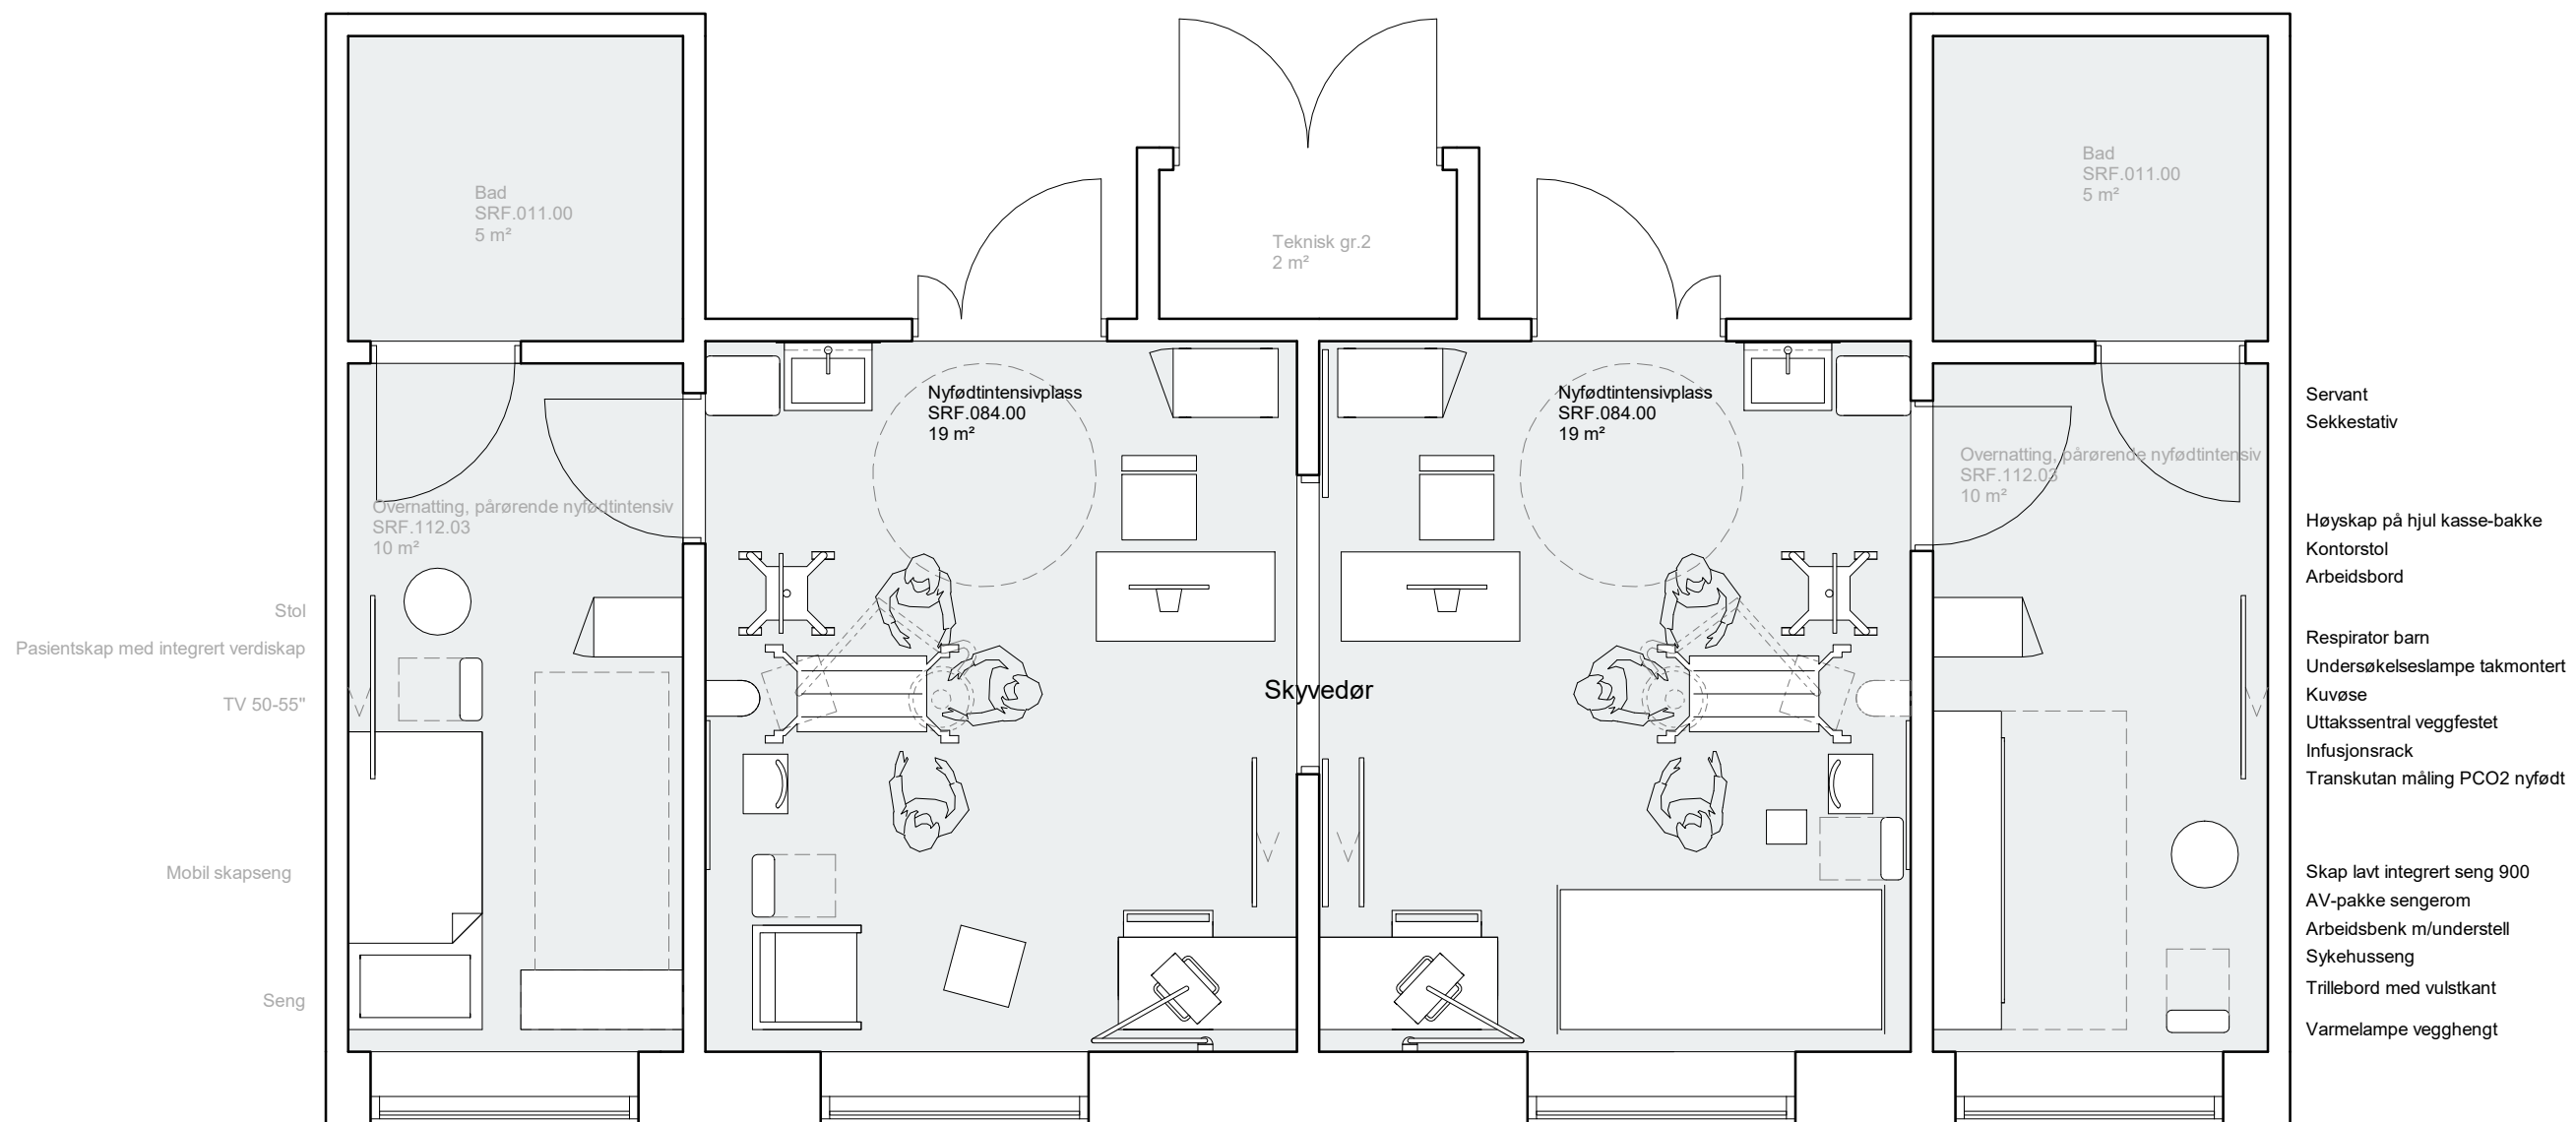 Bad
SRF.011.00
5 m²
Teknisk gr.2
2 m²
Bad
SRF.011.00
5 m²
Nyfødtintensivplass
SRF.084.00
19 m²
Nyfødtintensivplass
SRF.084.00
19 m²
Overnatting, pårørende nyfødtintensiv
SRF.112.03
10 m²
Overnatting, pårørende nyfødtintensiv
SRF.112.03
10 m²
Skyvedør
Stol
Pasientskap med integrert verdiskap
TV 50-55"
Mobil skapseng
Seng
Servant
Sekkestativ
Høyskap på hjul kasse-bakke
Kontorstol
Arbeidsbord
Respirator barn
Undersøkelseslampe takmontert
Kuvøse
Uttakssentral veggfestet
Infusjonsrack
Transkutan måling PCO2 nyfødt
Skap lavt integrert seng 900
AV-pakke sengerom
Arbeidsbenk m/understell
Sykehusseng
Trillebord med vulstkant
Varmelampe vegghengt